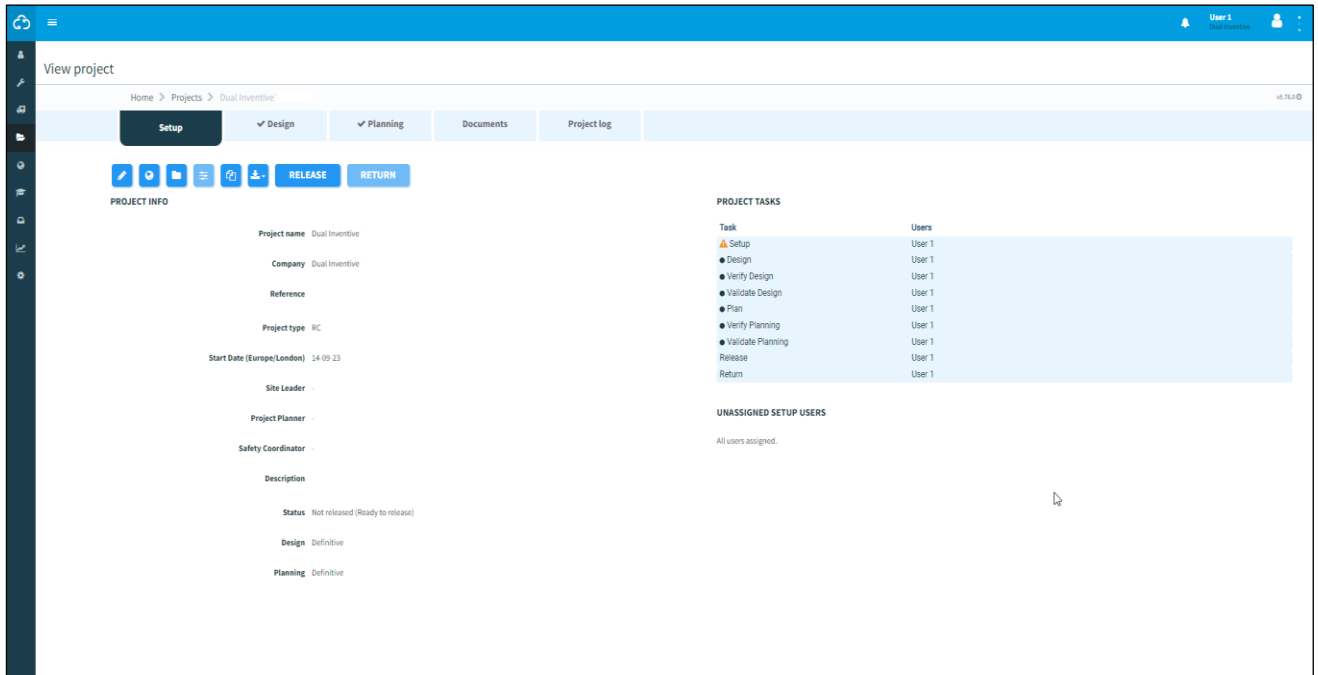 User 1
Dual Inventive
View project
Home Projects Dual Inventive
v5.76.0
Setup Design Planning Documents Project log
RELEASE RETURN
PROJECT INFO
Project name Dual Inventive
Company Dual Inventive
Reference
Project type RC
Start Date (Europe/London) 14-09-23
Site Leader -
Project Planner -
Safety Coordinator -
Description
Status Not released (Ready to release)
Design Definitive
Planning Definitive
PROJECT TASKS
Task Users
Setup User 1
Design User 1
Verify Design User 1
Validate Design User 1
Plan User 1
Verify Planning User 1
Validate Planning User 1
Release User 1
Return User 1
UNASSIGNED SETUP USERS
All users assigned.